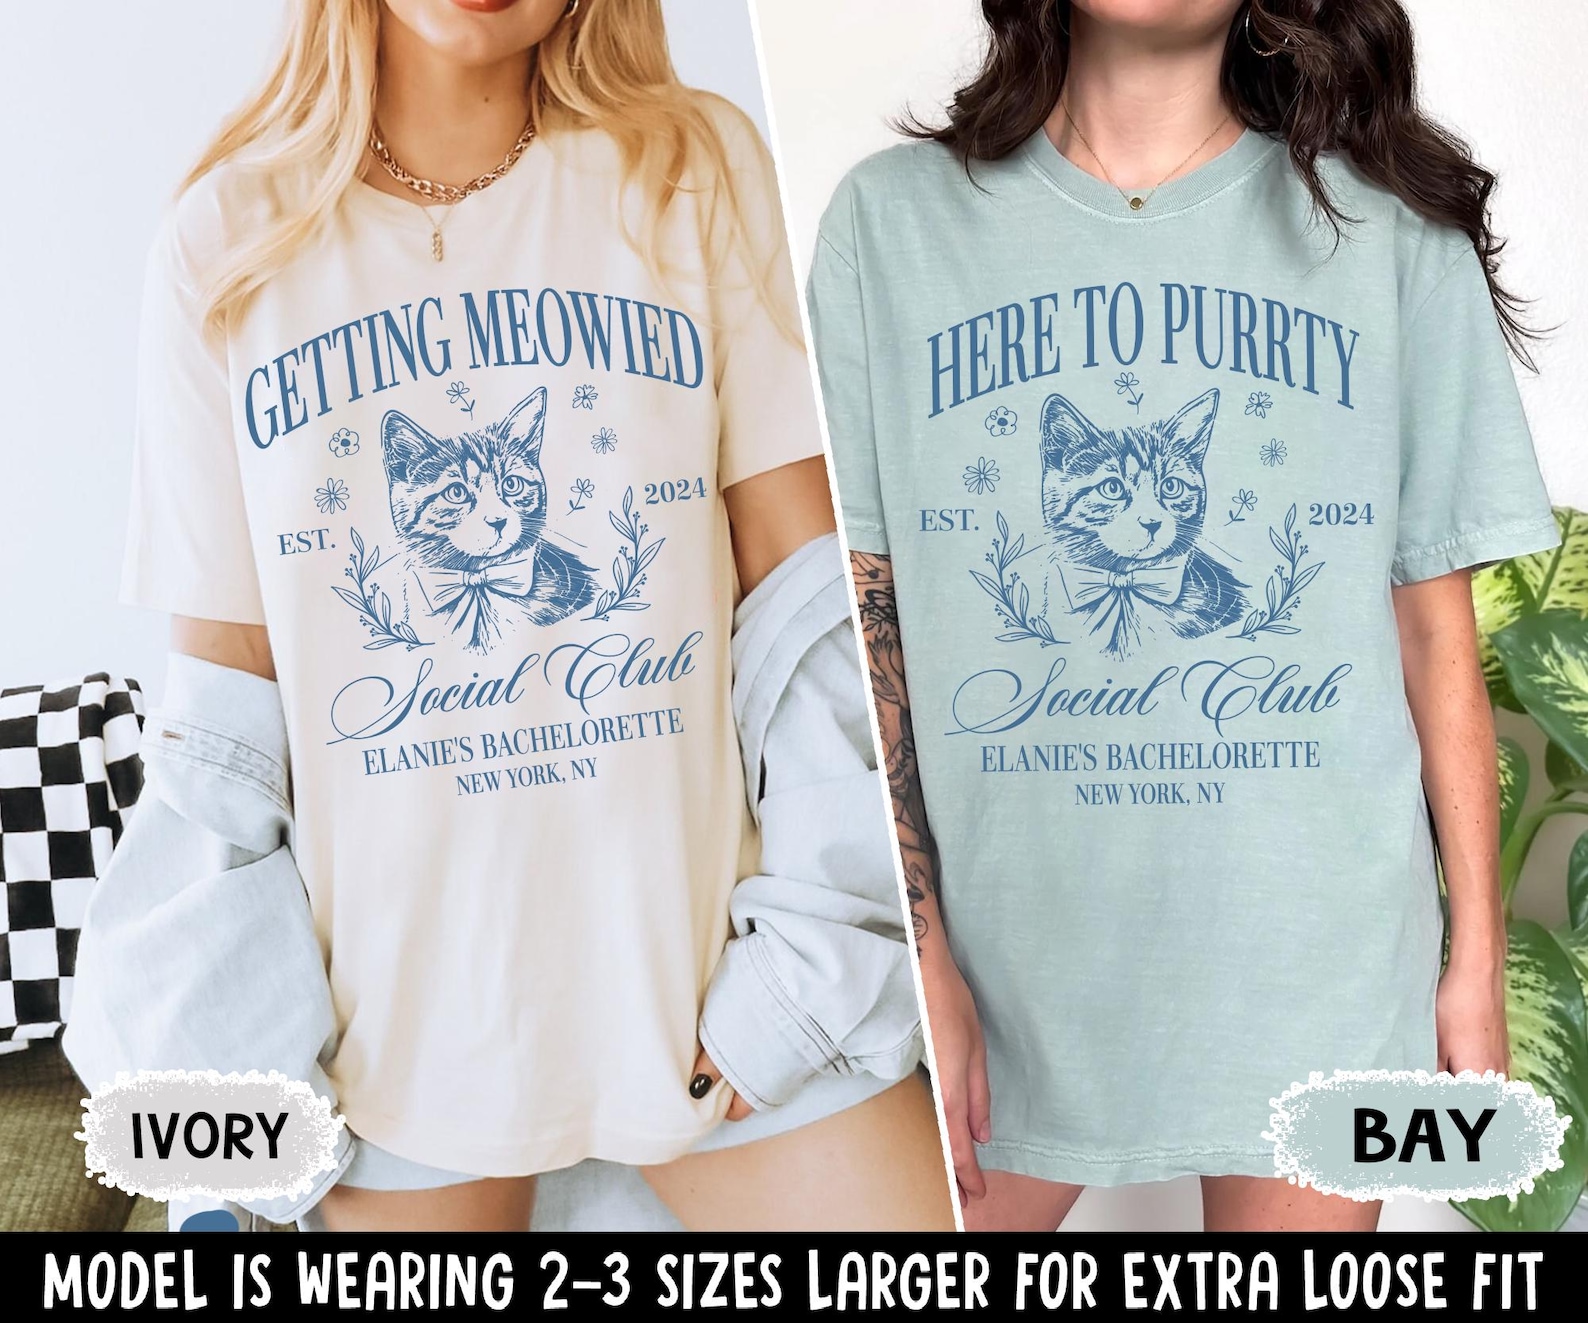 GETTING MEOWIED
EST.
2024
Social Club
ELANIE'S BACHELORETTE
NEW YORK, NY
HERE TO PURRTY
EST.
2024
Social Club
ELANIE'S BACHELORETTE
NEW YORK, NY
IVORY
BAY
MODEL IS WEARING 2-3 SIZES LARGER FOR EXTRA LOOSE FIT